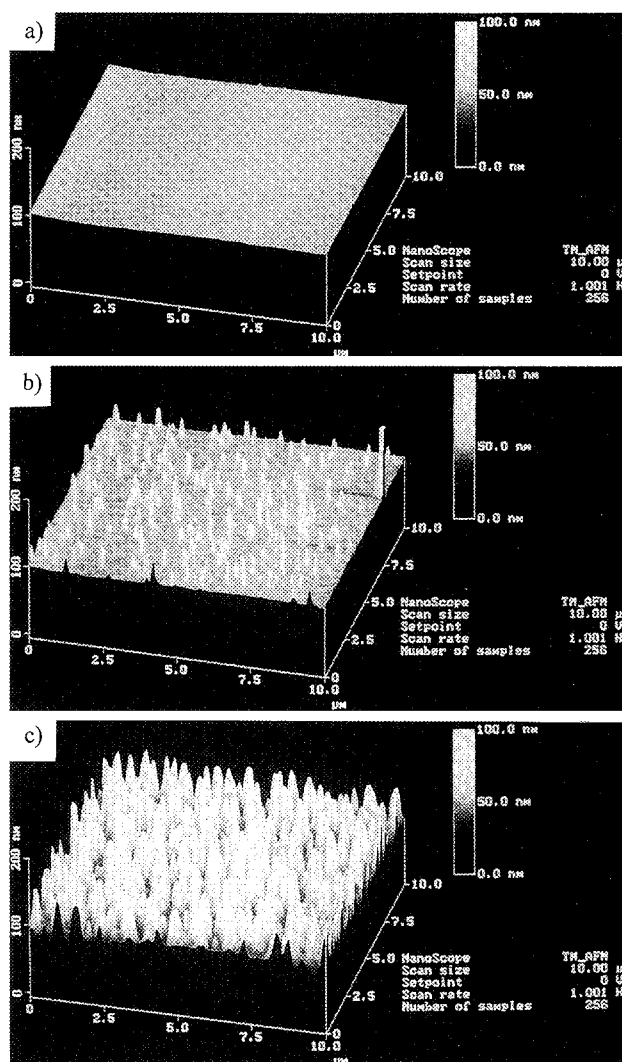 a)
100.0 nm
50.0 nm
0.0 nm
200 nm
100
0
0
2.5
5.0
7.5
10.0
µm
0
2.5
5.0
7.5
10.0
NanoScope TM_AFM
Scan size 10.00 µ
Setpoint 0 V
Scan rate 1.001 H
Number of samples 256
b)
100.0 nm
50.0 nm
0.0 nm
200 nm
100
0
0
2.5
5.0
7.5
10.0
µm
0
2.5
5.0
7.5
10.0
NanoScope TM_AFM
Scan size 10.00 µ
Setpoint 0 V
Scan rate 1.001 H
Number of samples 256
c)
100.0 nm
50.0 nm
0.0 nm
200 nm
100
0
0
2.5
5.0
7.5
10.0
µm
0
2.5
5.0
7.5
10.0
NanoScope TM_AFM
Scan size 10.00 µ
Setpoint 0 V
Scan rate 1.001 H
Number of samples 256